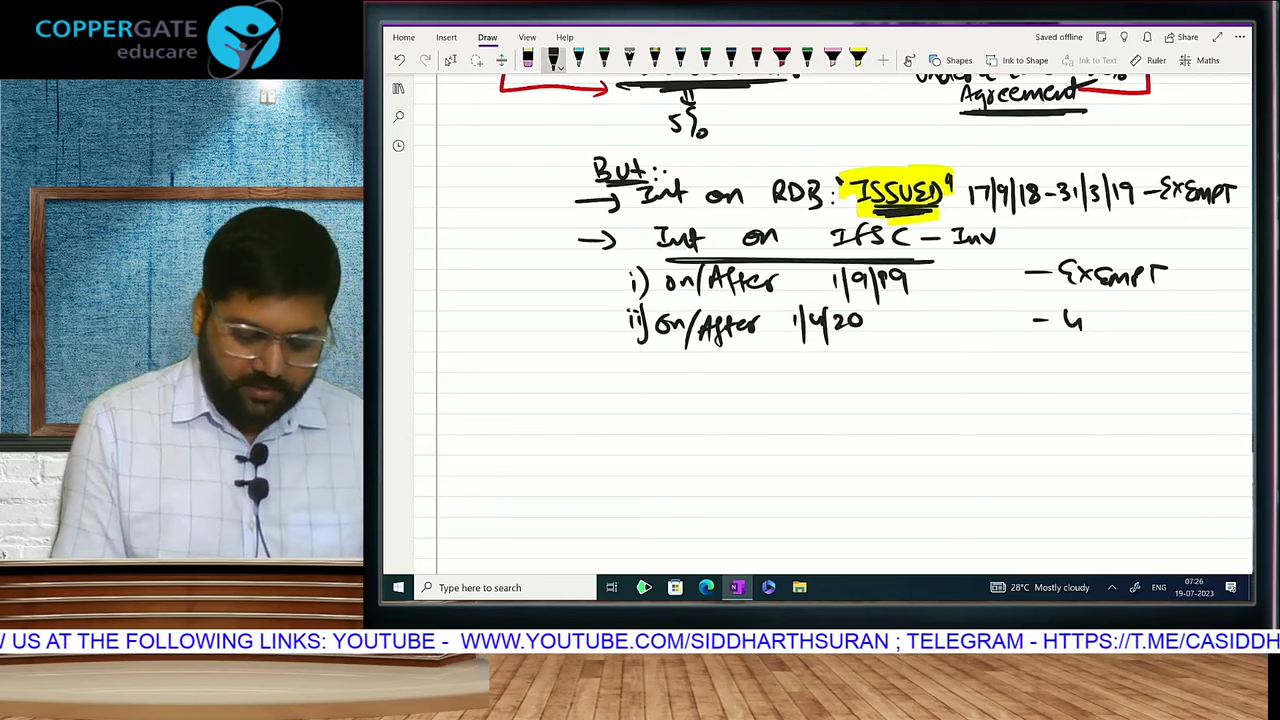 COPPERGATE
educare
Home Insert Draw View Help
Saved offline
Share
Shapes
Ink to Shape
Ink to Text
Ruler
Maths
Agreement
5%
But:
→ Int on RDB: 'ISSUED' 17/9/18 - 31/3/19 - Exempt
→ Int on IFSC - Inv
i) on/After 1/9/19 - Exempt
ii) on/After 1/4/20 - 4
Type here to search
28°C Mostly cloudy
ENG
07:26
19-07-2023
US AT THE FOLLOWING LINKS: YOUTUBE - WWW.YOUTUBE.COM/SIDDHARTHSURAN ; TELEGRAM - HTTPS://T.ME/CASIDDH